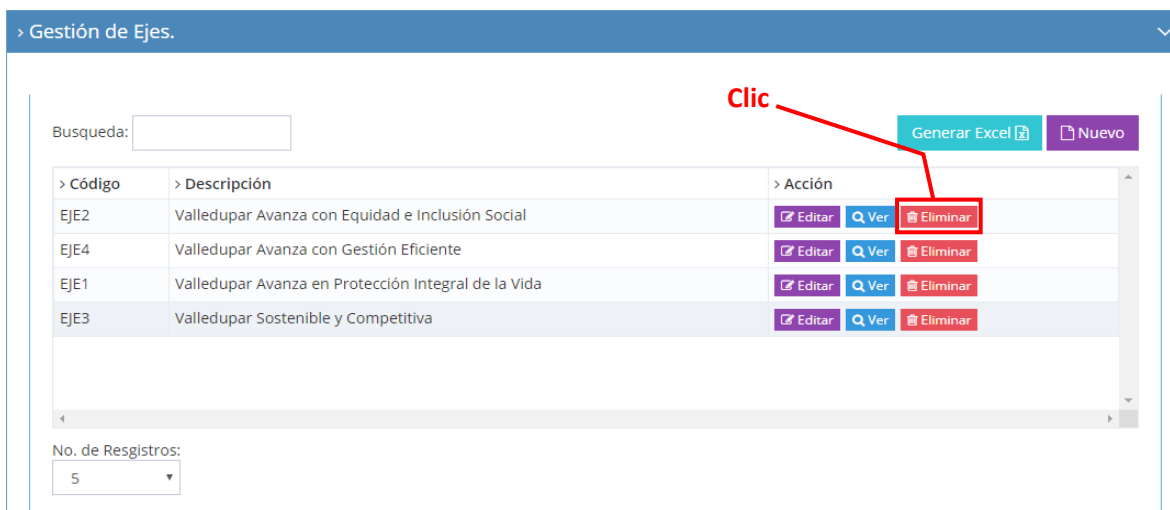 > Gestión de Ejes.
Clic
Busqueda:
Generar Excel
Nuevo
> Código > Descripción > Acción
EJE2 Valledupar Avanza con Equidad e Inclusión Social Editar Ver Eliminar
EJE4 Valledupar Avanza con Gestión Eficiente Editar Ver Eliminar
EJE1 Valledupar Avanza en Protección Integral de la Vida Editar Ver Eliminar
EJE3 Valledupar Sostenible y Competitiva Editar Ver Eliminar
No. de Resgistros:
5